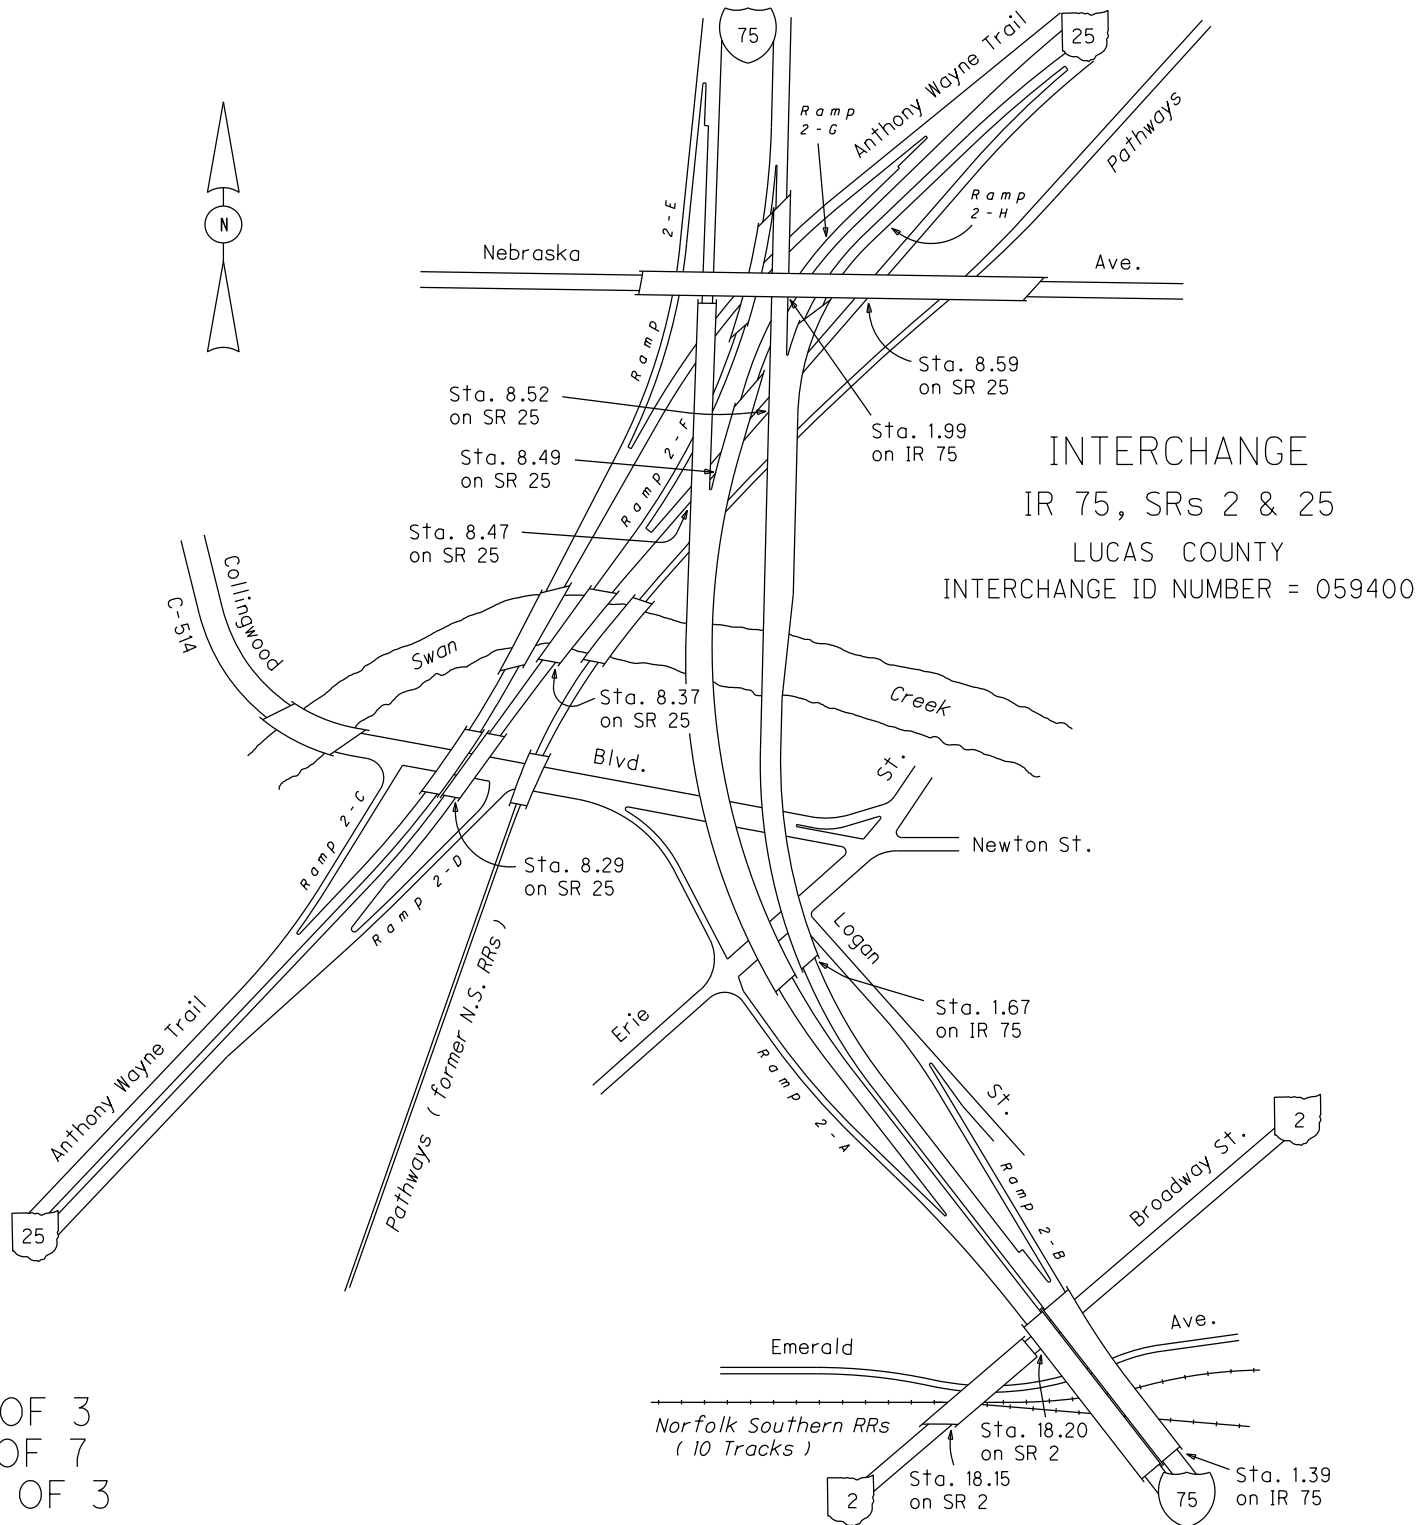 75
25
Anthony Wayne Trail
Ramp
2-G
Pathways
N
2-E
Ramp
Ramp
2-H
Nebraska
Ave.
Sta. 8.59
on SR 25
Sta. 8.52
on SR 25
Sta. 1.99
on IR 75
Sta. 8.49
on SR 25
Ramp 2-F
INTERCHANGE
IR 75, SRs 2 & 25
LUCAS COUNTY
INTERCHANGE ID NUMBER = 059400
Sta. 8.47
on SR 25
Collingwood
C-514
Swan
Creek
Sta. 8.37
on SR 25
Blvd.
St.
Newton St.
Ramp 2-C
Ramp 2-D
Sta. 8.29
on SR 25
Logan
St.
Pathways ( former N.S. RRs )
Sta. 1.67
on IR 75
Erie
Anthony Wayne Trail
Ramp 2-A
Ramp 2-B
2
Broadway St.
25
Emerald
Ave.
OF 3
OF 7
OF 3
Norfolk Southern RRs
( 10 Tracks )
Sta. 18.20
on SR 2
Sta. 18.15
on SR 2
Sta. 1.39
on IR 75
2
75